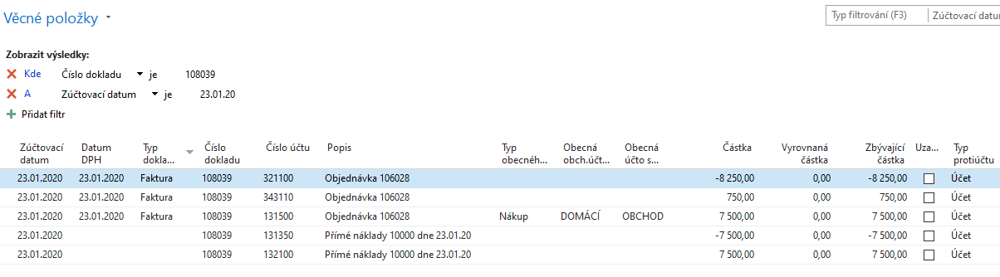 Věcné položky
Typ filtrování (F3) Zúčtovací datu
Zobrazit výsledky:
Kde Číslo dokladu je 108039
A Zúčtovací datum je 23.01.20
Přidat filtr
Zúčtovací datum Datum DPH Typ dokla... Číslo dokladu Číslo účtu Popis Typ obecnéh... Obecná obch.účt... Obecná účto s... Částka Vyrovnaná částka Zbývající částka Uza... Typ protiúčtu
23.01.2020 23.01.2020 Faktura 108039 321100 Objednávka 106028 -8 250,00 0,00 -8 250,00 Účet
23.01.2020 23.01.2020 Faktura 108039 343110 Objednávka 106028 750,00 0,00 750,00 Účet
23.01.2020 23.01.2020 Faktura 108039 131500 Objednávka 106028 Nákup DOMÁCÍ OBCHOD 7 500,00 0,00 7 500,00 Účet
23.01.2020 108039 131350 Přímé náklady 10000 dne 23.01.20 -7 500,00 0,00 -7 500,00 Účet
23.01.2020 108039 132100 Přímé náklady 10000 dne 23.01.20 7 500,00 0,00 7 500,00 Účet